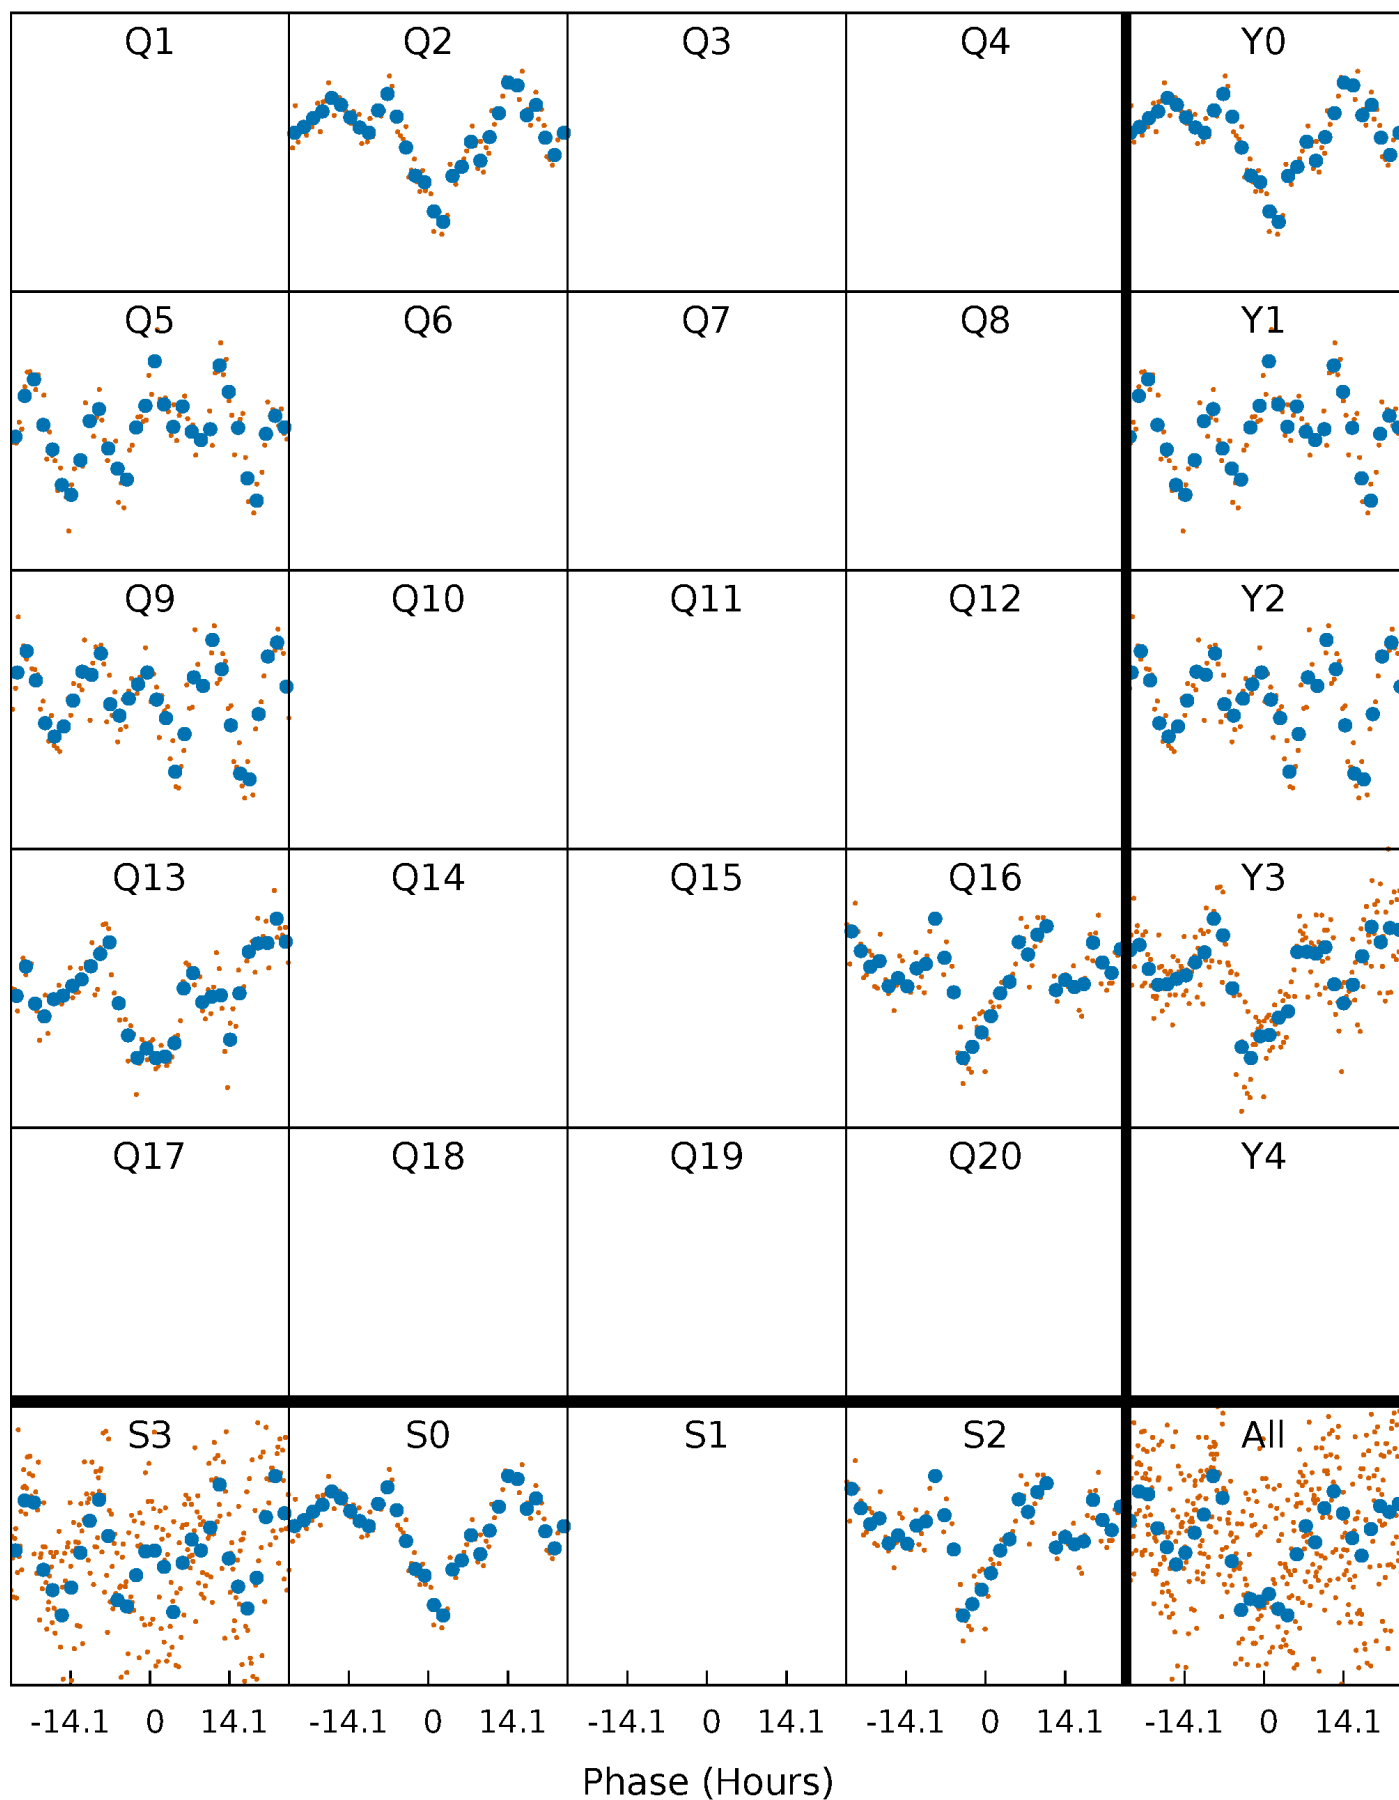 Q1 Q2 Q3 Q4 Y0
Q5 Q6 Q7 Q8 Y1
Q9 Q10 Q11 Q12 Y2
Q13 Q14 Q15 Q16 Y3
Q17 Q18 Q19 Q20 Y4
S3 S0 S1 S2 All
-14.1 0 14.1 -14.1 0 14.1 -14.1 0 14.1 -14.1 0 14.1 -14.1 0 14.1
Phase (Hours)